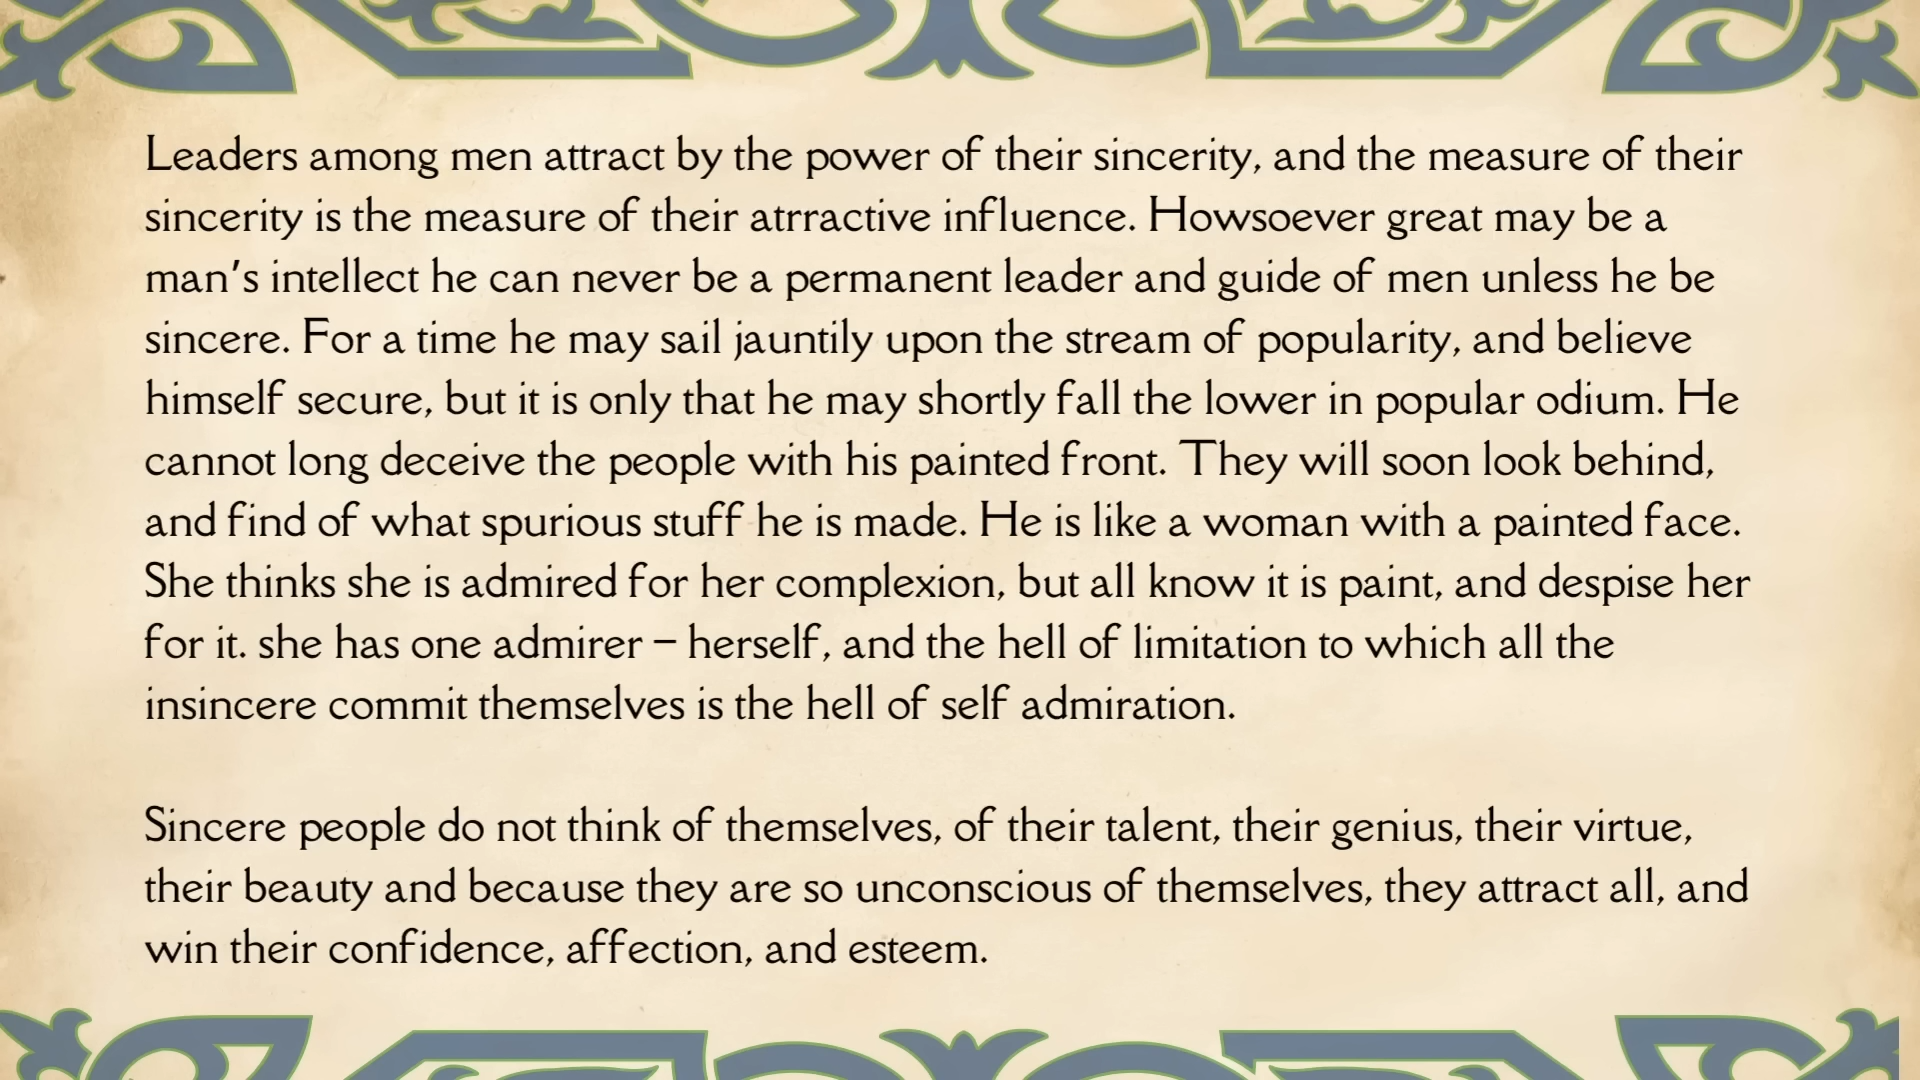 Leaders among men attract by the power of their sincerity, and the measure of their
sincerity is the measure of their atrractive influence. Howsoever great may be a
man's intellect he can never be a permanent leader and guide of men unless he be
sincere. For a time he may sail jauntily upon the stream of popularity, and believe
himself secure, but it is only that he may shortly fall the lower in popular odium. He
cannot long deceive the people with his painted front. They will soon look behind,
and find of what spurious stuff he is made. He is like a woman with a painted face.
She thinks she is admired for her complexion, but all know it is paint, and despise her
for it. she has one admirer – herself, and the hell of limitation to which all the
insincere commit themselves is the hell of self admiration.
Sincere people do not think of themselves, of their talent, their genius, their virtue,
their beauty and because they are so unconscious of themselves, they attract all, and
win their confidence, affection, and esteem.